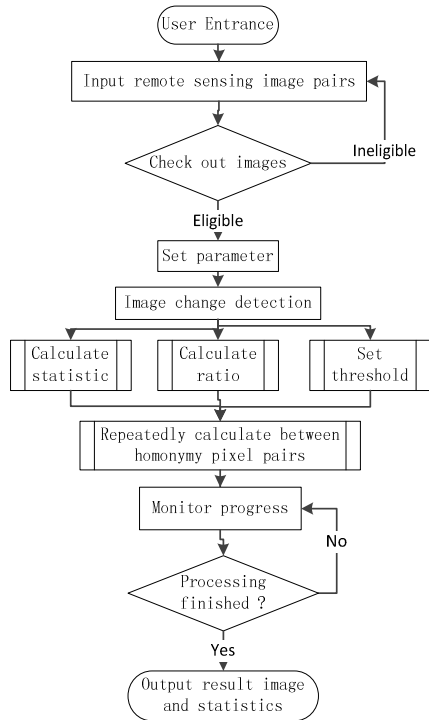 User Entrance
Input remote sensing image pairs
Check out images
Ineligible
Eligible
Set parameter
Image change detection
Calculate
statistic
Calculate
ratio
Set
threshold
Repeatedly calculate between
homonymy pixel pairs
Monitor progress
No
Processing
finished ?
Yes
Output result image
and statistics